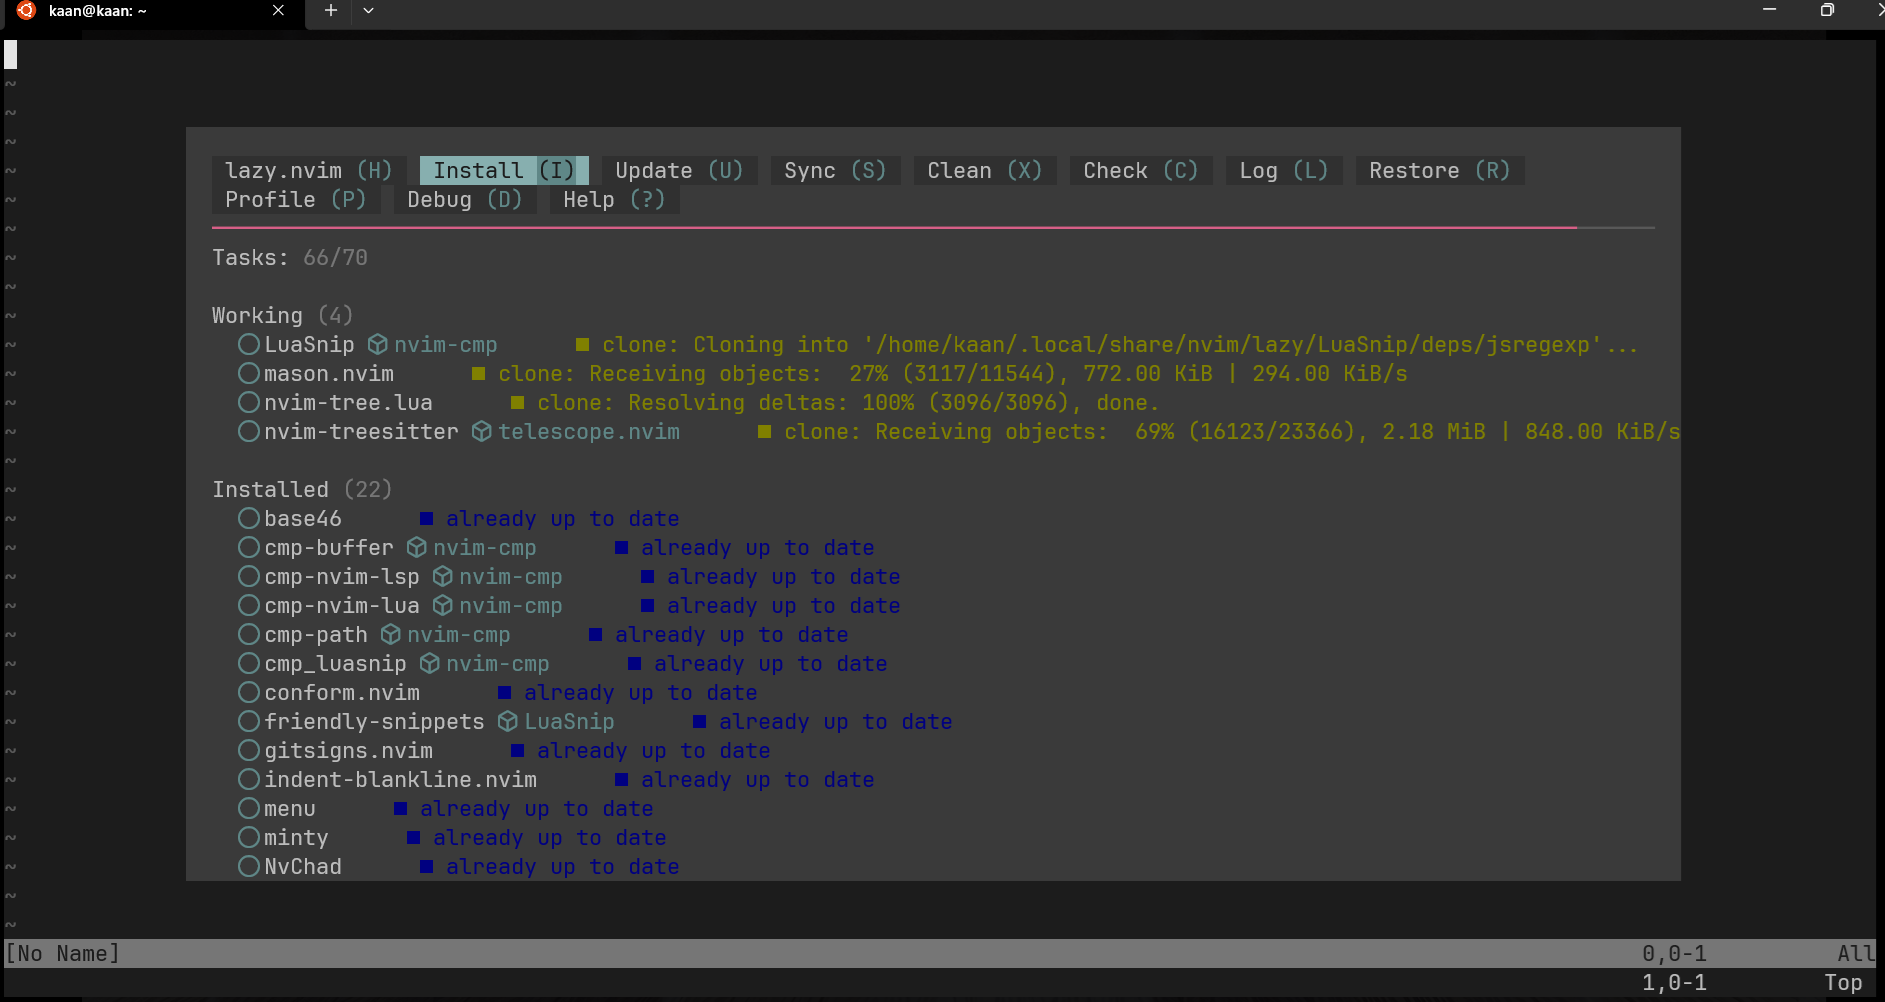 kaan@kaan: ~
lazy.nvim (H) Install (I) Update (U) Sync (S) Clean (X) Check (C) Log (L) Restore (R)
Profile (P) Debug (D) Help (?)
Tasks: 66/70
Working (4)
LuaSnip nvim-cmp ■ clone: Cloning into '/home/kaan/.local/share/nvim/lazy/LuaSnip/deps/jsregexp'...
mason.nvim ■ clone: Receiving objects: 27% (3117/11544), 772.00 KiB | 294.00 KiB/s
nvim-tree.lua ■ clone: Resolving deltas: 100% (3096/3096), done.
nvim-treesitter telescope.nvim ■ clone: Receiving objects: 69% (16123/23366), 2.18 MiB | 848.00 KiB/s
Installed (22)
base46 ■ already up to date
cmp-buffer nvim-cmp ■ already up to date
cmp-nvim-lsp nvim-cmp ■ already up to date
cmp-nvim-lua nvim-cmp ■ already up to date
cmp-path nvim-cmp ■ already up to date
cmp_luasnip nvim-cmp ■ already up to date
conform.nvim ■ already up to date
friendly-snippets LuaSnip ■ already up to date
gitsigns.nvim ■ already up to date
indent-blankline.nvim ■ already up to date
menu ■ already up to date
minty ■ already up to date
NvChad ■ already up to date
[No Name] 0,0-1 All
1,0-1 Top